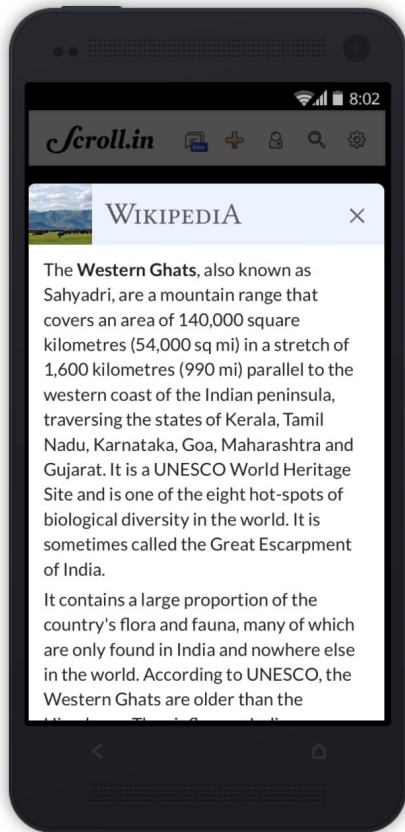 8:02
Scroll.in
New
WIKIPEDIA
The Western Ghats, also known as
Sahyadri, are a mountain range that
covers an area of 140,000 square
kilometres (54,000 sq mi) in a stretch of
1,600 kilometres (990 mi) parallel to the
western coast of the Indian peninsula,
traversing the states of Kerala, Tamil
Nadu, Karnataka, Goa, Maharashtra and
Gujarat. It is a UNESCO World Heritage
Site and is one of the eight hot-spots of
biological diversity in the world. It is
sometimes called the Great Escarpment
of India.
It contains a large proportion of the
country's flora and fauna, many of which
are only found in India and nowhere else
in the world. According to UNESCO, the
Western Ghats are older than the